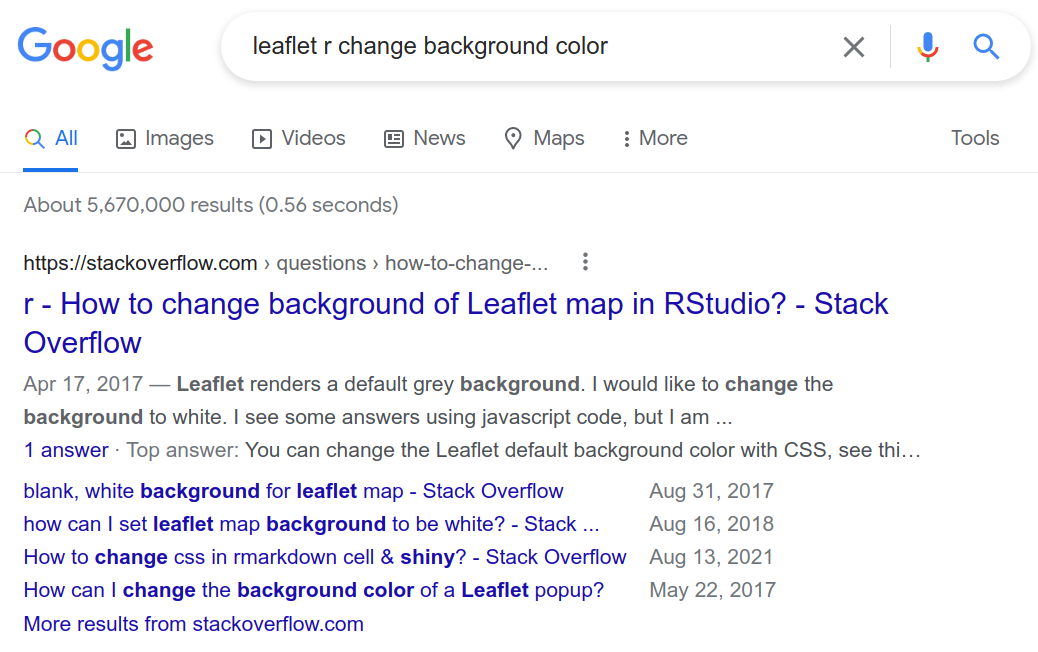 Google
leaflet r change background color
All Images Videos News Maps More Tools
About 5,670,000 results (0.56 seconds)
https://stackoverflow.com › questions › how-to-change-...
r - How to change background of Leaflet map in RStudio? - Stack
Overflow
Apr 17, 2017 — Leaflet renders a default grey background. I would like to change the
background to white. I see some answers using javascript code, but I am ...
1 answer · Top answer: You can change the Leaflet default background color with CSS, see thi...
blank, white background for leaflet map - Stack Overflow Aug 31, 2017
how can I set leaflet map background to be white? - Stack ... Aug 16, 2018
How to change css in rmarkdown cell & shiny? - Stack Overflow Aug 13, 2021
How can I change the background color of a Leaflet popup? May 22, 2017
More results from stackoverflow.com